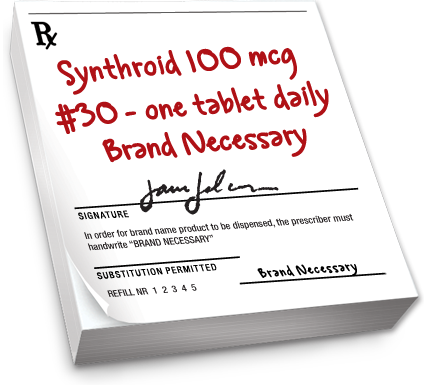 ℞
Synthroid 100 mcg
#30 - one tablet daily
Brand Necessary
SIGNATURE
In order for brand name product to be dispensed, the prescriber must
handwrite "BRAND NECESSARY"
SUBSTITUTION PERMITTED
Brand Necessary
REFILL NR 1 2 3 4 5